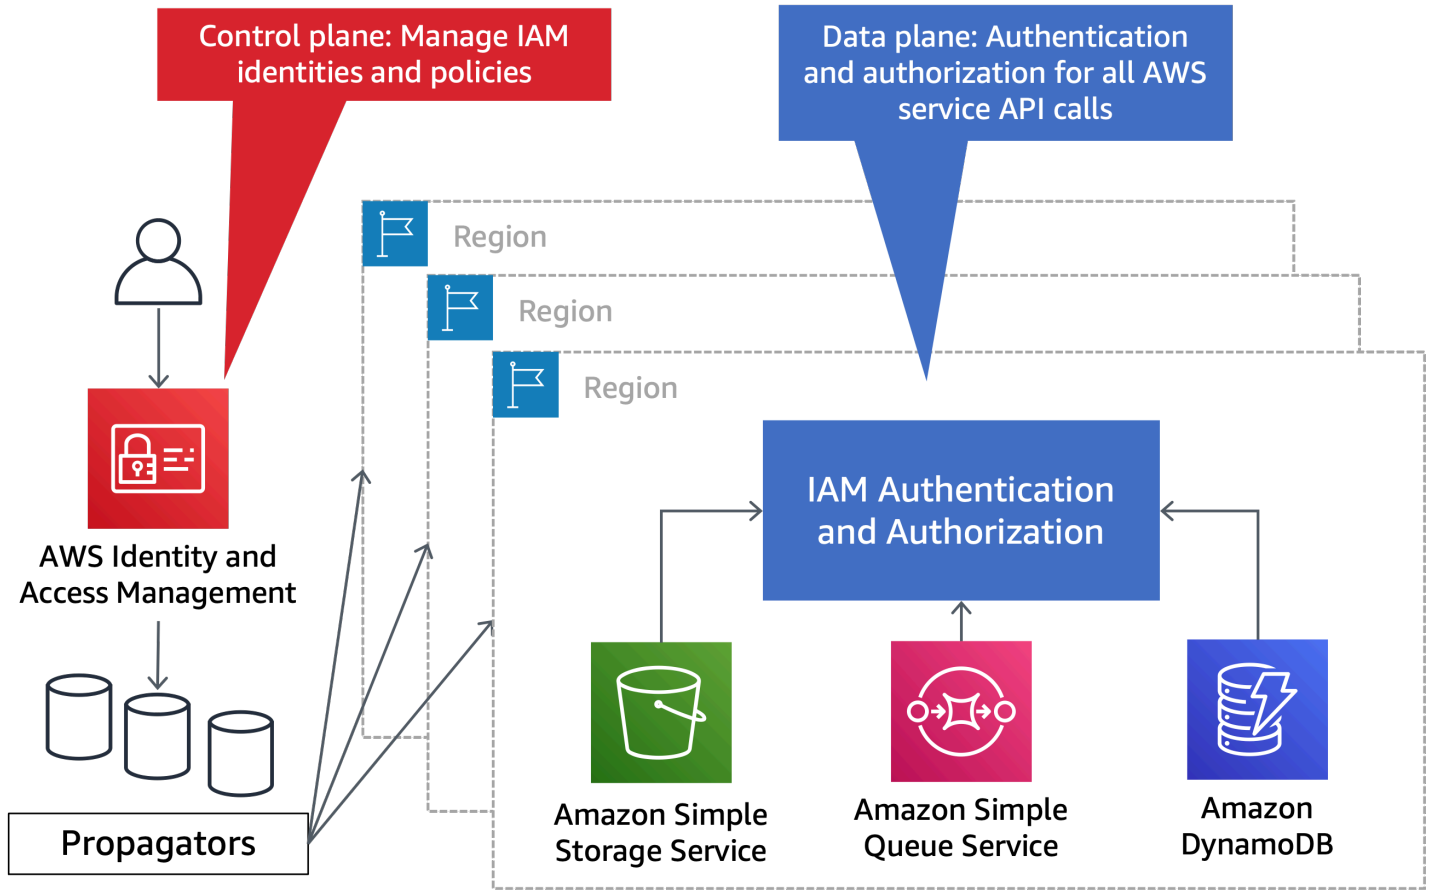 Control plane: Manage IAM
identities and policies
Data plane: Authentication
and authorization for all AWS
service API calls
Region
Region
Region
IAM Authentication
and Authorization
AWS Identity and
Access Management
Amazon Simple
Storage Service
Amazon Simple
Queue Service
Amazon
DynamoDB
Propagators